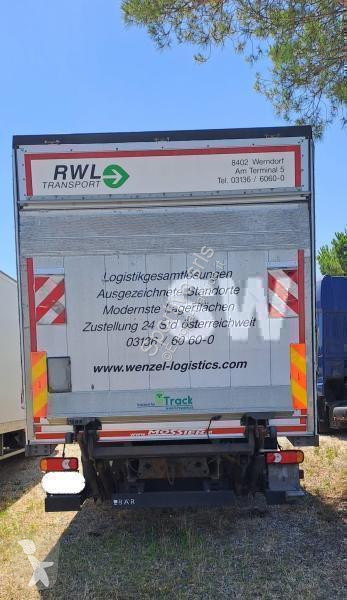 RWL
TRANSPORT
8402 Werndorf
Am Terminal 5
Tel. 03136 / 6060-0
Logistikgesamtlösungen
Ausgezeichnete Standorte
Modernste Lagerflächen
Zustellung 24 Std österreichweit
03136 / 60 60-0
www.wenzel-logistics.com
Track
MOSSIER
BÄR